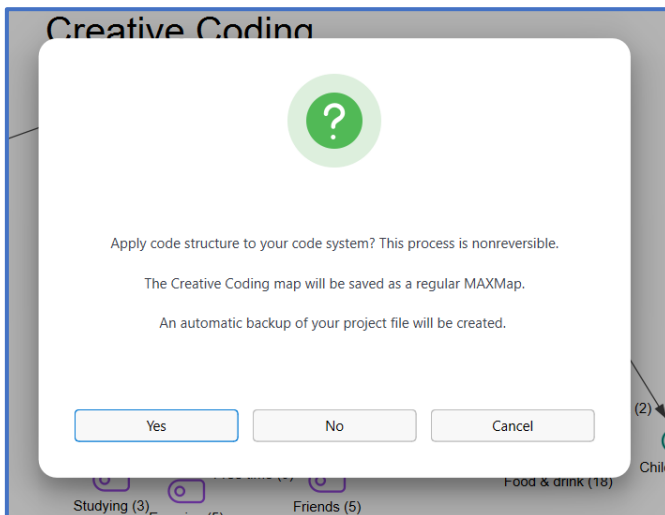 Creative Coding
Apply code structure to your code system? This process is nonreversible.
The Creative Coding map will be saved as a regular MAXMap.
An automatic backup of your project file will be created.
Yes
No
Cancel
(2)
Food & drink (18)
Studying (3)
Friends (5)